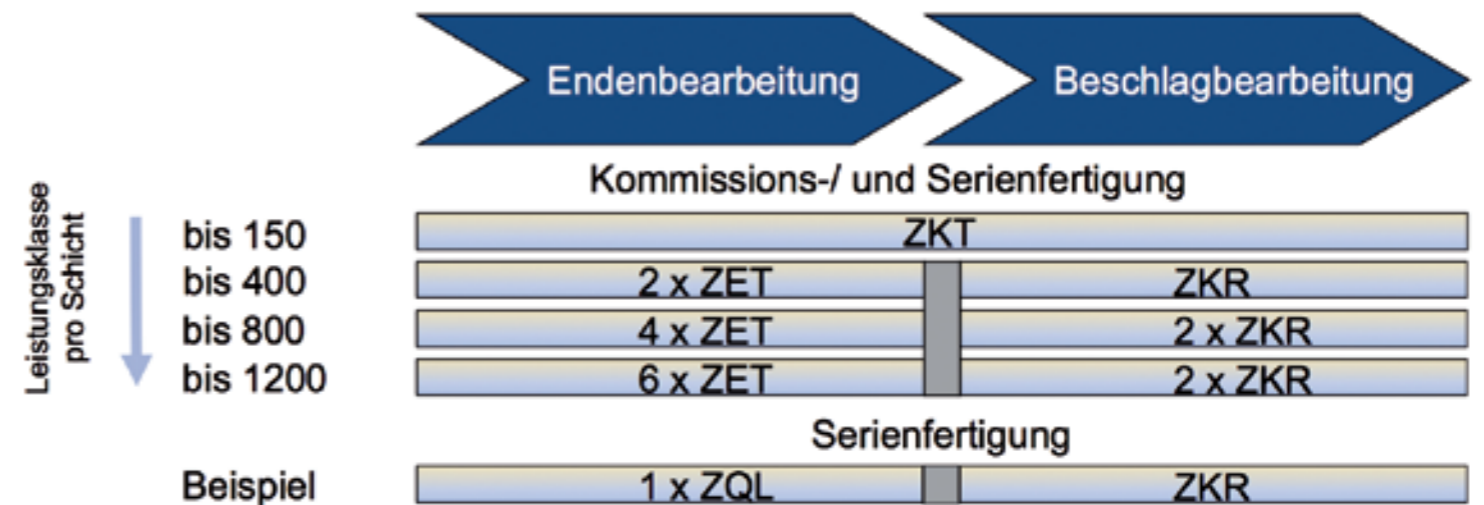 Endenbearbeitung
Beschlagbearbeitung
Kommissions-/ und Serienfertigung
Leistungsklasse
pro Schicht
bis 150 ZKT
bis 400 2 x ZET ZKR
bis 800 4 x ZET 2 x ZKR
bis 1200 6 x ZET 2 x ZKR
Serienfertigung
Beispiel 1 x ZQL ZKR